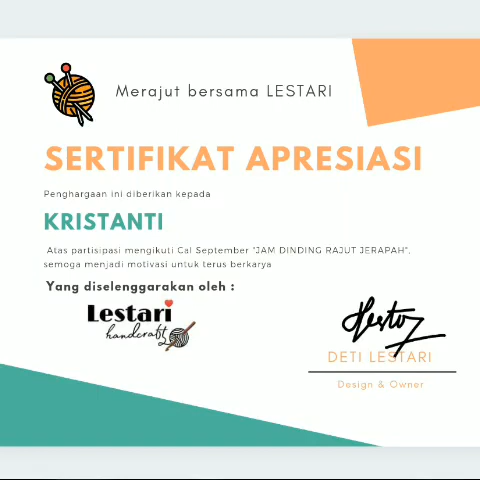 Merajut bersama LESTARI
SERTIFIKAT APRESIASI
Penghargaan ini diberikan kepada
KRISTANTI
Atas partisipasi mengikuti Cal September "JAM DINDING RAJUT JERAPAH",
semoga menjadi motivasi untuk terus berkarya
Yang diselenggarakan oleh :
Lestari
handcraft
DETI LESTARI
Design & Owner